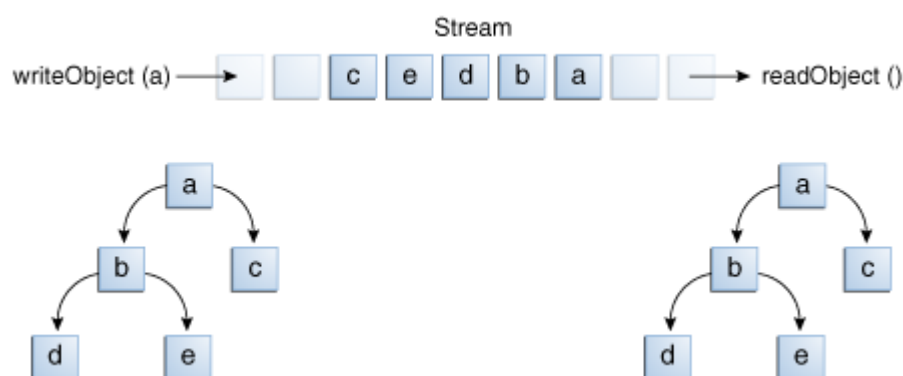 Stream
writeObject (a) c e d b a readObject ()
a a
b c b c
d e d e